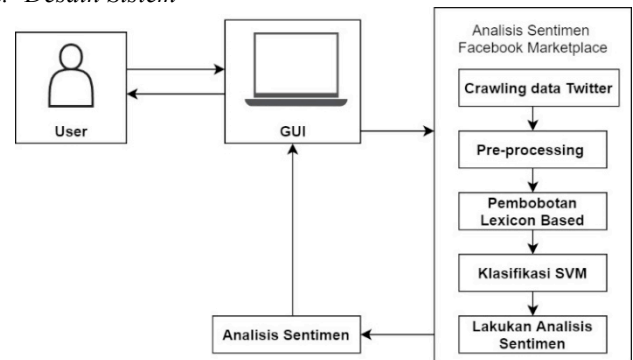 Desain Sistem
User
GUI
Analisis Sentimen
Facebook Marketplace
Crawling data Twitter
Pre-processing
Pembobotan
Lexicon Based
Klasifikasi SVM
Lakukan Analisis
Sentimen
Analisis Sentimen